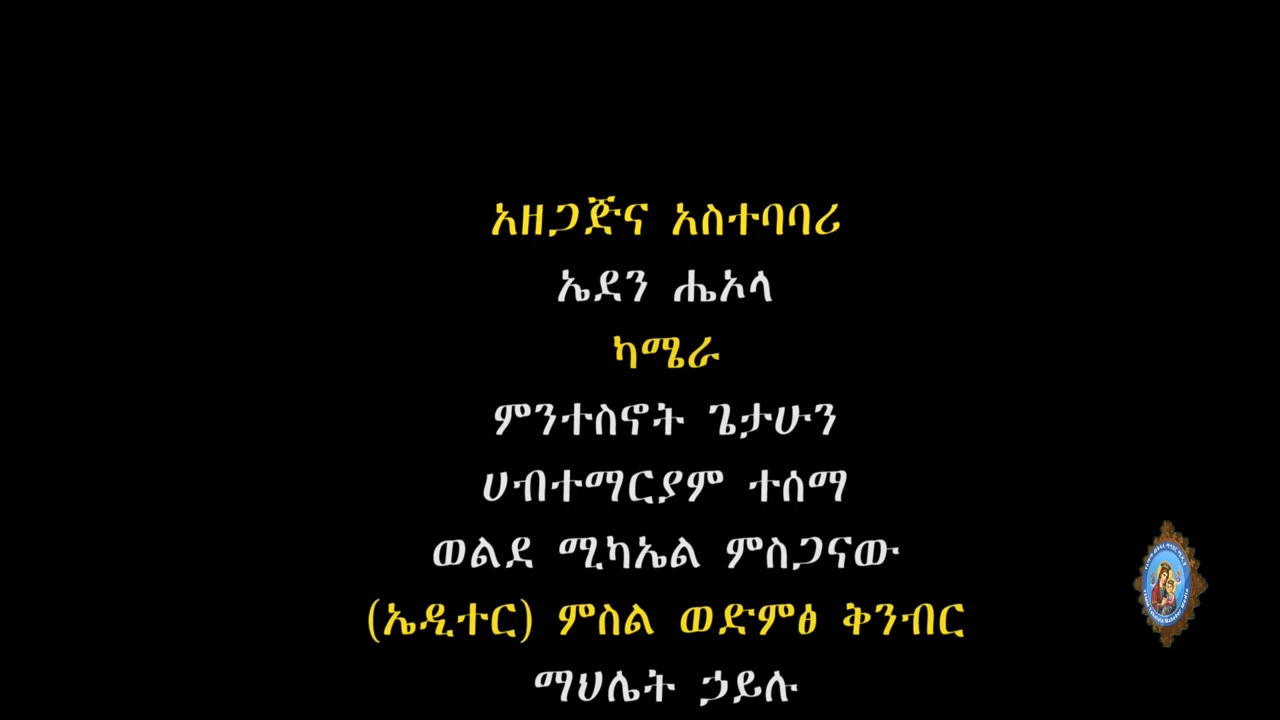 አዘጋጅና አስተባባሪ
ኤደን ሔኦላ
ካሜራ
ምንተስኖት ጌታሁን
ሀብተማርያም ተሰማ
ወልደ ሚካኤል ምስጋናው
(ኤዲተር) ምስል ወድምፅ ቅንብር
ማህሌት ኃይሉ